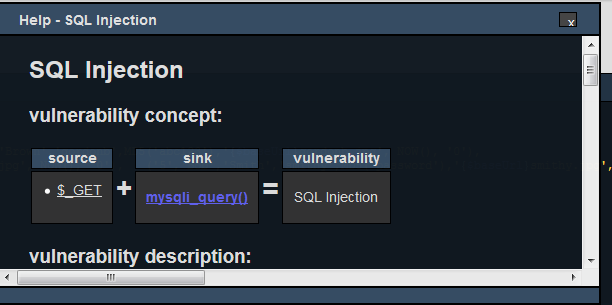 Help - SQL Injection
x
SQL Injection
vulnerability concept:
source + sink = vulnerability
$_GET mysqli_query() SQL Injection
vulnerability description:
',